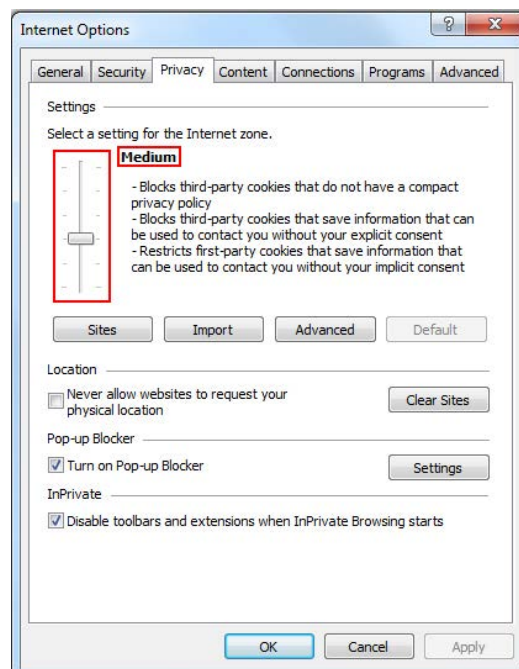 Internet Options
General Security Privacy Content Connections Programs Advanced
Settings
Select a setting for the Internet zone.
Medium
- Blocks third-party cookies that do not have a compact
privacy policy
- Blocks third-party cookies that save information that can
be used to contact you without your explicit consent
- Restricts first-party cookies that save information that
can be used to contact you without your implicit consent
Sites Import Advanced Default
Location
Never allow websites to request your
physical location
Clear Sites
Pop-up Blocker
Turn on Pop-up Blocker Settings
InPrivate
Disable toolbars and extensions when InPrivate Browsing starts
OK Cancel Apply